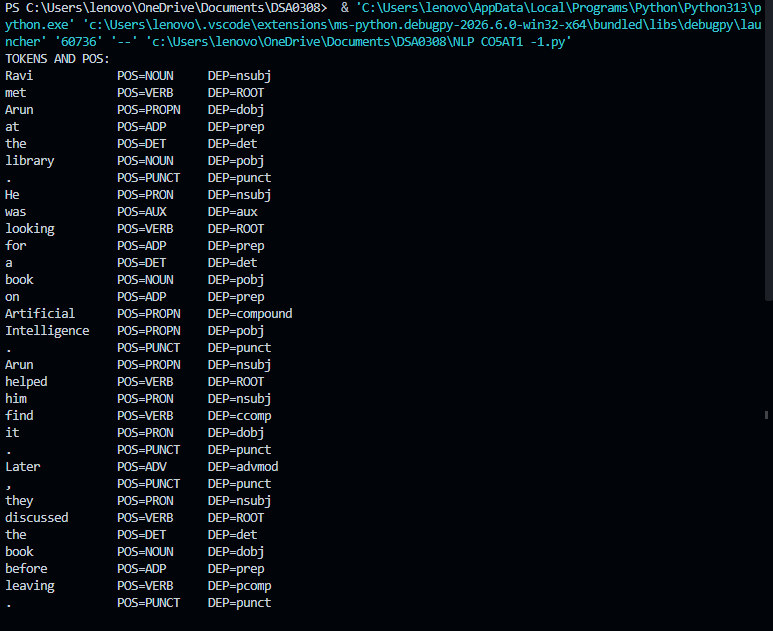 PS C:\Users\lenovo\OneDrive\Documents\DSA0308>  & 'C:\Users\lenovo\AppData\Local\Programs\Python\Python313\p
ython.exe' 'c:\Users\lenovo\.vscode\extensions\ms-python.debugpy-2026.6.0-win32-x64\bundled\libs\debugpy\lau
ncher' '60736' '--' 'c:\Users\lenovo\OneDrive\Documents\DSA0308\NLP CO5AT1 -1.py'
TOKENS AND POS:
Ravi            POS=NOUN     DEP=nsubj
met             POS=VERB     DEP=ROOT
Arun            POS=PROPN    DEP=dobj
at              POS=ADP      DEP=prep
the             POS=DET      DEP=det
library         POS=NOUN     DEP=pobj
.               POS=PUNCT    DEP=punct
He              POS=PRON     DEP=nsubj
was             POS=AUX      DEP=aux
looking         POS=VERB     DEP=ROOT
for             POS=ADP      DEP=prep
a               POS=DET      DEP=det
book            POS=NOUN     DEP=pobj
on              POS=ADP      DEP=prep
Artificial      POS=PROPN    DEP=compound
Intelligence    POS=PROPN    DEP=pobj
.               POS=PUNCT    DEP=punct
Arun            POS=PROPN    DEP=nsubj
helped          POS=VERB     DEP=ROOT
him             POS=PRON     DEP=nsubj
find            POS=VERB     DEP=ccomp
it              POS=PRON     DEP=dobj
.               POS=PUNCT    DEP=punct
Later           POS=ADV      DEP=advmod
,               POS=PUNCT    DEP=punct
they            POS=PRON     DEP=nsubj
discussed       POS=VERB     DEP=ROOT
the             POS=DET      DEP=det
book            POS=NOUN     DEP=dobj
before          POS=ADP      DEP=prep
leaving         POS=VERB     DEP=pcomp
.               POS=PUNCT    DEP=punct